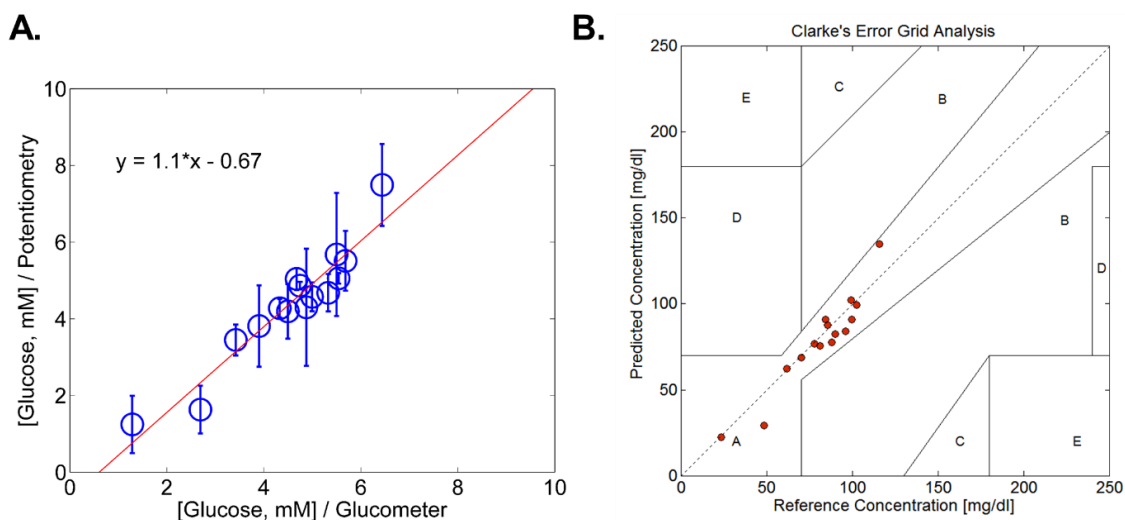 A.
10
8
6
4
2
0
y = 1.1*x - 0.67
[Glucose, mM] / Potentiometry
0 2 4 6 8 10
[Glucose, mM] / Glucometer
B.
Clarke's Error Grid Analysis
250
200
150
100
50
0
Predicted Concentration [mg/dl]
E C B
D B D
A C E
0 50 100 150 200 250
Reference Concentration [mg/dl]